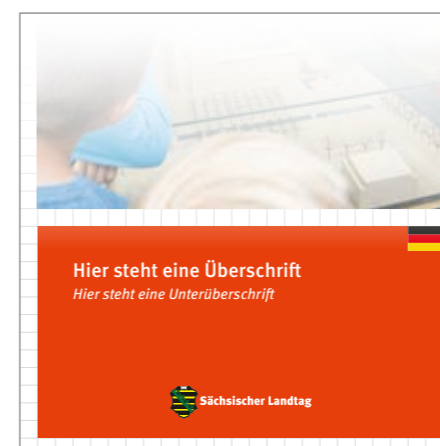 Hier steht eine Überschrift
Hier steht eine Unterüberschrift
Sächsischer Landtag